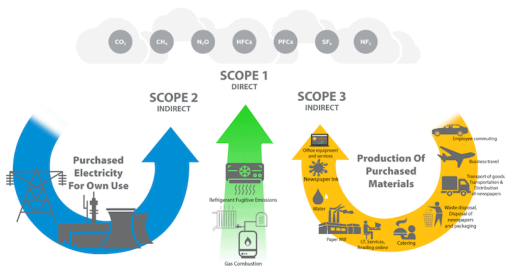 CO₂
CH₄
N₂O
HFCs
PFCs
SF₆
NF₃
SCOPE 1
DIRECT
SCOPE 2
INDIRECT
SCOPE 3
INDIRECT
Purchased
Electricity
For Own Use
Refrigerant Fugitive Emissions
Gas Combustion
Production Of
Purchased
Materials
Office equipment
and services
Newspaper Ink
Water
Paper Mill
I.T. Services,
Reading online
Catering
Waste disposal,
Disposal of
newspapers
and packaging
Transport of goods
Transportation &
Distribution
of newspapers
Business travel
Employee commuting